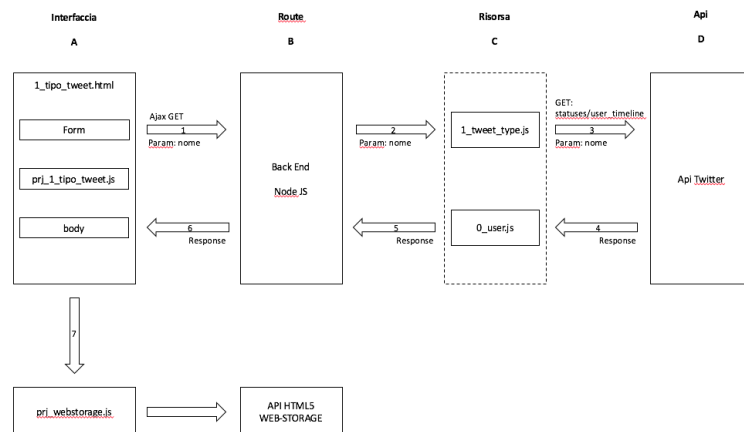 Interfaccia
Route
Risorsa
Api
A
B
C
D
1_tipo_tweet.html
Form
prj_1_tipo_tweet.js
body
Ajax GET
1
Param: nome
6
Response
Back End
Node JS
2
Param: nome
5
Response
1_tweet_type.js
0_user.js
GET:
statuses/user_timeline
3
Param: nome
4
Response
Api Twitter
7
prj_webstorage.js
API HTML5
WEB-STORAGE